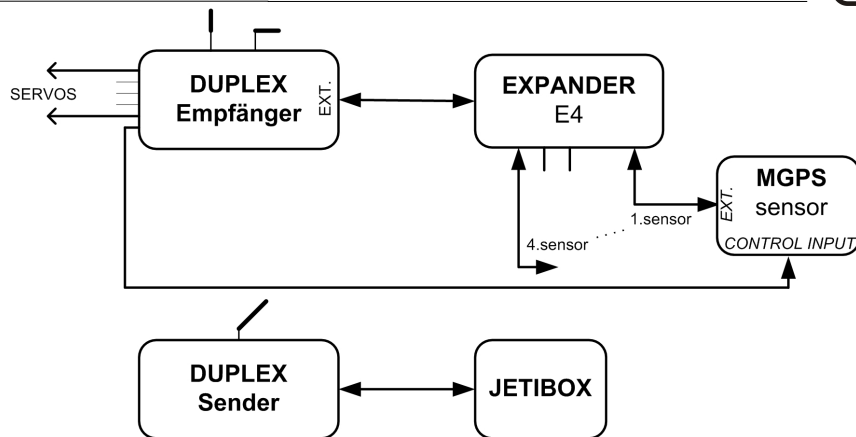 SERVOS
DUPLEX
Empfänger
EXT.
EXPANDER
E4
4.sensor
1.sensor
EXT.
MGPS
sensor
CONTROL INPUT
DUPLEX
Sender
JETIBOX